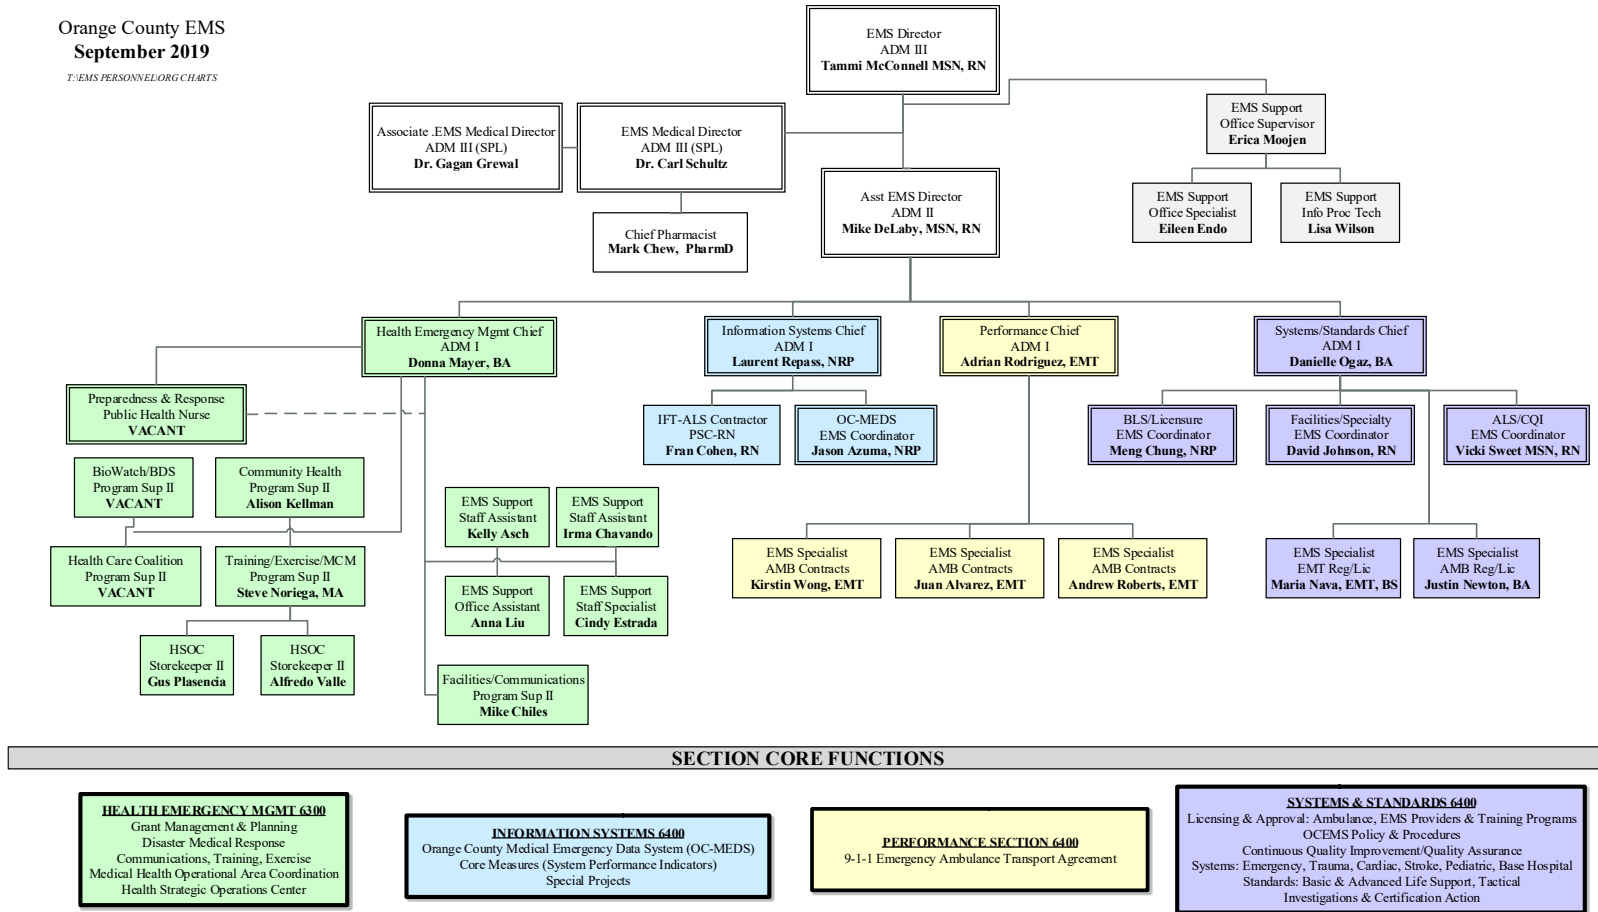 Orange County EMS
September 2019
T:\EMS PERSONNEL\ORG CHARTS
EMS Director
ADM III
Tammi McConnell MSN, RN
Associate .EMS Medical Director
ADM III (SPL)
Dr. Gagan Grewal
EMS Medical Director
ADM III (SPL)
Dr. Carl Schultz
EMS Support
Office Supervisor
Erica Moojen
Chief Pharmacist
Mark Chew, PharmD
Asst EMS Director
ADM II
Mike DeLaby, MSN, RN
EMS Support
Office Specialist
Eileen Endo
EMS Support
Info Proc Tech
Lisa Wilson
Health Emergency Mgmt Chief
ADM I
Donna Mayer, BA
Information Systems Chief
ADM I
Laurent Repass, NRP
Performance Chief
ADM I
Adrian Rodriguez, EMT
Systems/Standards Chief
ADM I
Danielle Ogaz, BA
Preparedness & Response
Public Health Nurse
VACANT
IFT-ALS Contractor
PSC-RN
Fran Cohen, RN
OC-MEDS
EMS Coordinator
Jason Azuma, NRP
BLS/Licensure
EMS Coordinator
Meng Chung, NRP
Facilities/Specialty
EMS Coordinator
David Johnson, RN
ALS/CQI
EMS Coordinator
Vicki Sweet MSN, RN
BioWatch/BDS
Program Sup II
VACANT
Community Health
Program Sup II
Alison Kellman
EMS Support
Staff Assistant
Kelly Asch
EMS Support
Staff Assistant
Irma Chavando
Health Care Coalition
Program Sup II
VACANT
Training/Exercise/MCM
Program Sup II
Steve Noriega, MA
EMS Specialist
AMB Contracts
Kirstin Wong, EMT
EMS Specialist
AMB Contracts
Juan Alvarez, EMT
EMS Specialist
AMB Contracts
Andrew Roberts, EMT
EMS Specialist
EMT Reg/Lic
Maria Nava, EMT, BS
EMS Specialist
AMB Reg/Lic
Justin Newton, BA
EMS Support
Office Assistant
Anna Liu
EMS Support
Staff Specialist
Cindy Estrada
HSOC
Storekeeper II
Gus Plasencia
HSOC
Storekeeper II
Alfredo Valle
Facilities/Communications
Program Sup II
Mike Chiles
SECTION CORE FUNCTIONS
HEALTH EMERGENCY MGMT 6300
Grant Management & Planning
Disaster Medical Response
Communications, Training, Exercise
Medical Health Operational Area Coordination
Health Strategic Operations Center
INFORMATION SYSTEMS 6400
Orange County Medical Emergency Data System (OC-MEDS)
Core Measures (System Performance Indicators)
Special Projects
PERFORMANCE SECTION 6400
9-1-1 Emergency Ambulance Transport Agreement
SYSTEMS & STANDARDS 6400
Licensing & Approval: Ambulance, EMS Providers & Training Programs
OCEMS Policy & Procedures
Continuous Quality Improvement/Quality Assurance
Systems: Emergency, Trauma, Cardiac, Stroke, Pediatric, Base Hospital
Standards: Basic & Advanced Life Support, Tactical
Investigations & Certification Action